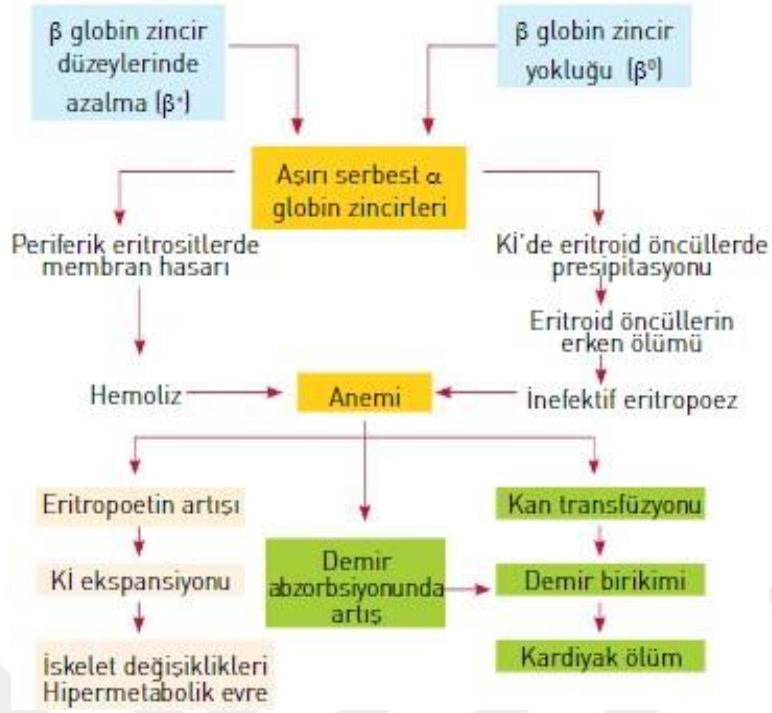 β globin zincir
düzeylerinde
azalma (β⁺)
β globin zincir
yokluğu (β⁰)
Aşırı serbest α
globin zincirleri
Periferik eritrositlerde
membran hasarı
Kİ'de eritroid öncüllerde
presipitasyonu
Eritroid öncüllerin
erken ölümü
Hemoliz
Anemi
İnefektif eritropoez
Eritropoetin artışı
Kan transfüzyonu
Kİ ekspansiyonu
Demir
abzorbsiyonunda
artış
Demir birikimi
İskelet değişiklikleri
Hipermetabolik evre
Kardiyak ölüm